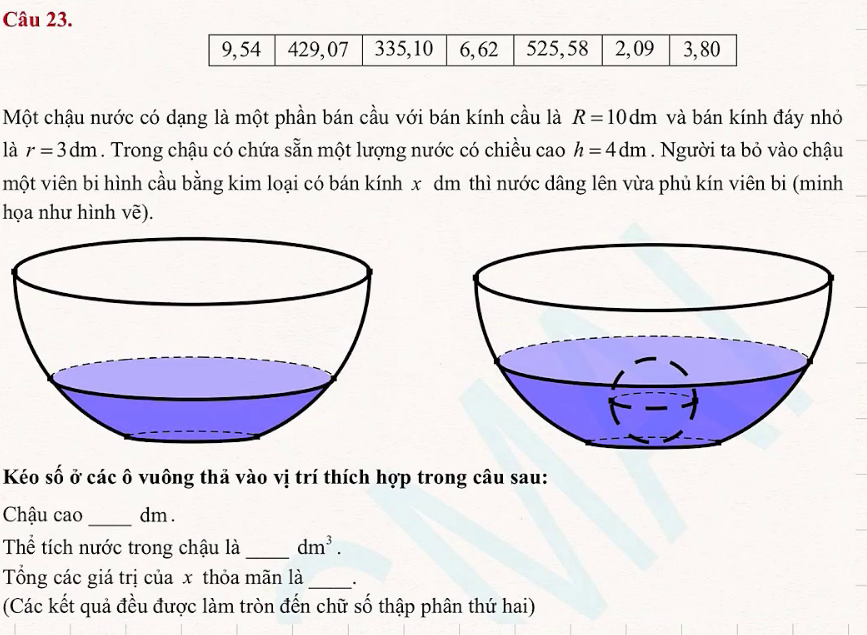 Câu 23.
9,54 429,07 335,10 6,62 525,58 2,09 3,80
Một chậu nước có dạng là một phần bán cầu với bán kính cầu là R = 10 dm và bán kính đáy nhỏ
là r = 3 dm. Trong chậu có chứa sẵn một lượng nước có chiều cao h = 4 dm. Người ta bỏ vào chậu
một viên bi hình cầu bằng kim loại có bán kính x dm thì nước dâng lên vừa phủ kín viên bi (minh
họa như hình vẽ).
Kéo số ở các ô vuông thả vào vị trí thích hợp trong câu sau:
Chậu cao ____ dm.
Thể tích nước trong chậu là ____ dm³.
Tổng các giá trị của x thỏa mãn là ____.
(Các kết quả đều được làm tròn đến chữ số thập phân thứ hai)